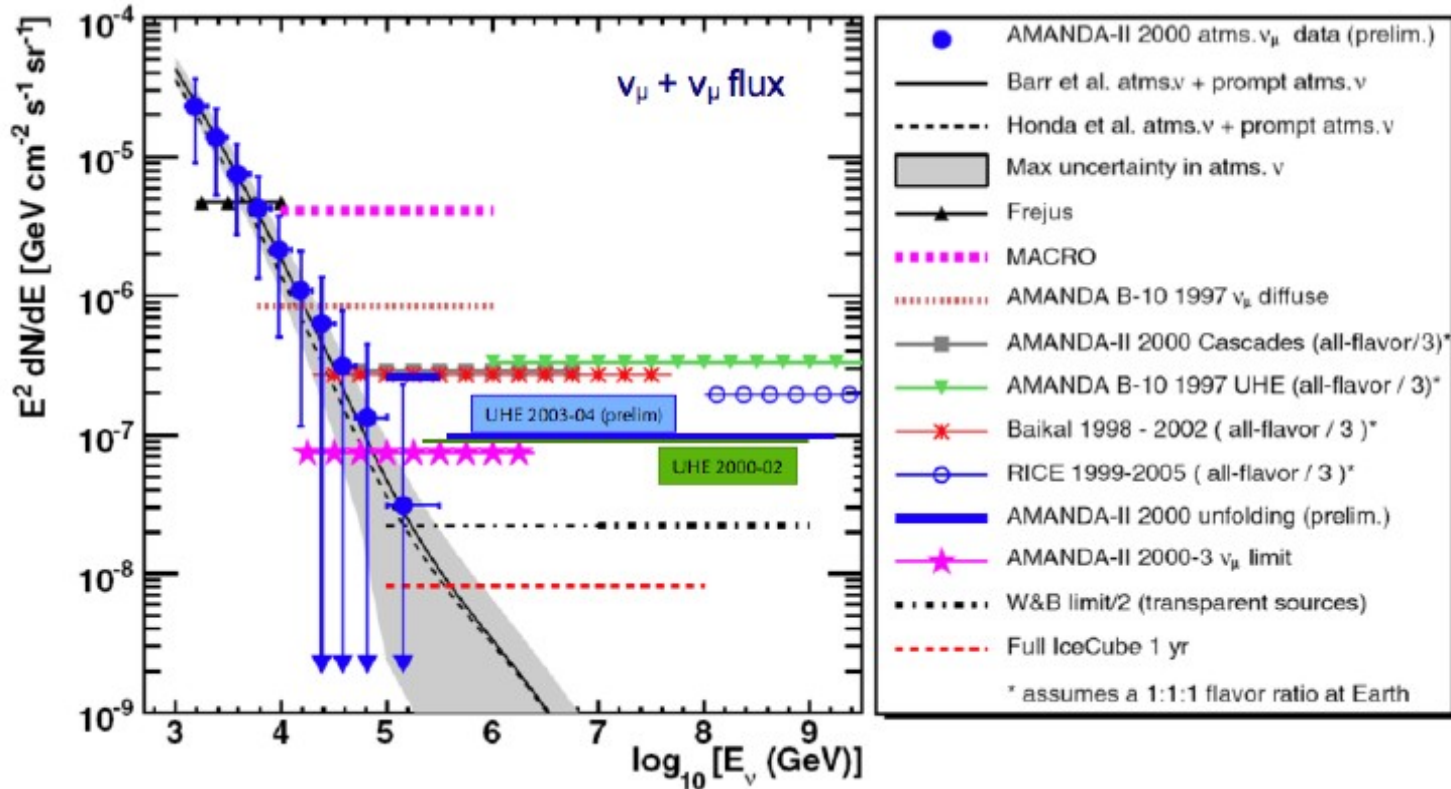 E² dN/dE [GeV cm⁻² s⁻¹ sr⁻¹]
10⁻⁴
10⁻⁵
10⁻⁶
10⁻⁷
10⁻⁸
10⁻⁹
νμ + νμ flux
UHE 2003-04 (prelim)
UHE 2000-02
3 4 5 6 7 8 9
log₁₀ [Eν (GeV)]
AMANDA-II 2000 atms. νμ data (prelim.)
Barr et al. atms.ν + prompt atms.ν
Honda et al. atms.ν + prompt atms.ν
Max uncertainty in atms. ν
Frejus
MACRO
AMANDA B-10 1997 νμ diffuse
AMANDA-II 2000 Cascades (all-flavor/3)*
AMANDA B-10 1997 UHE (all-flavor / 3)*
Baikal 1998 - 2002 ( all-flavor / 3 )*
RICE 1999-2005 ( all-flavor / 3 )*
AMANDA-II 2000 unfolding (prelim.)
AMANDA-II 2000-3 νμ limit
W&B limit/2 (transparent sources)
Full IceCube 1 yr
* assumes a 1:1:1 flavor ratio at Earth